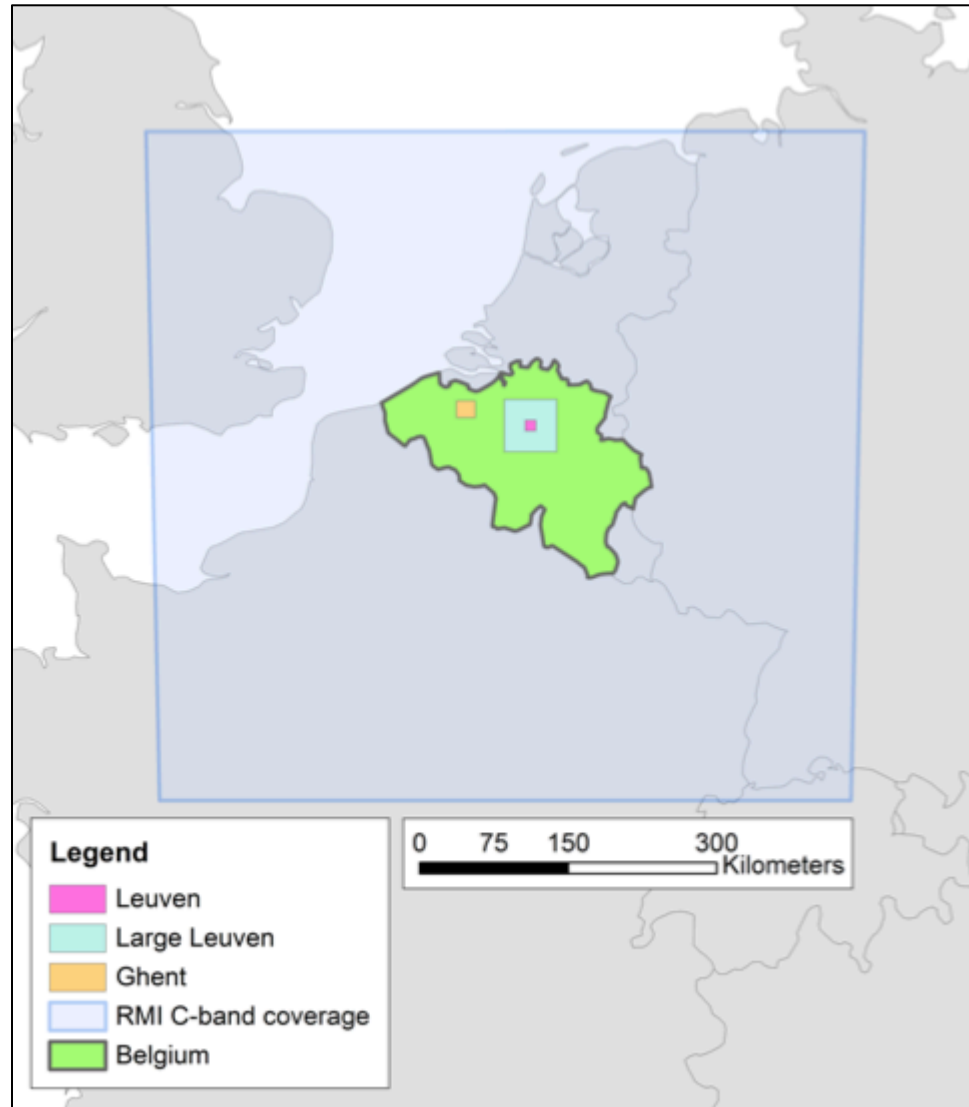 Legend
Leuven
Large Leuven
Ghent
RMI C-band coverage
Belgium
0 75 150 300
Kilometers